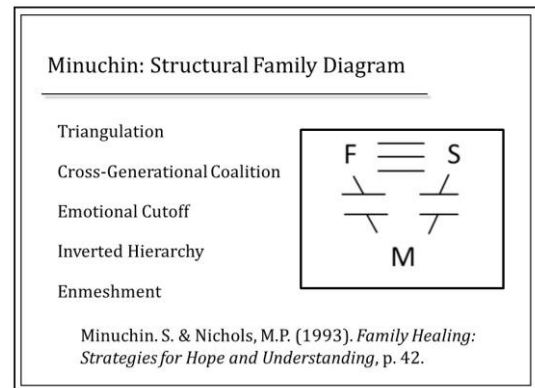 Minuchin: Structural Family Diagram
Triangulation
Cross-Generational Coalition
Emotional Cutoff
Inverted Hierarchy
Enmeshment
F S
M
Minuchin. S. & Nichols, M.P. (1993). Family Healing:
Strategies for Hope and Understanding, p. 42.